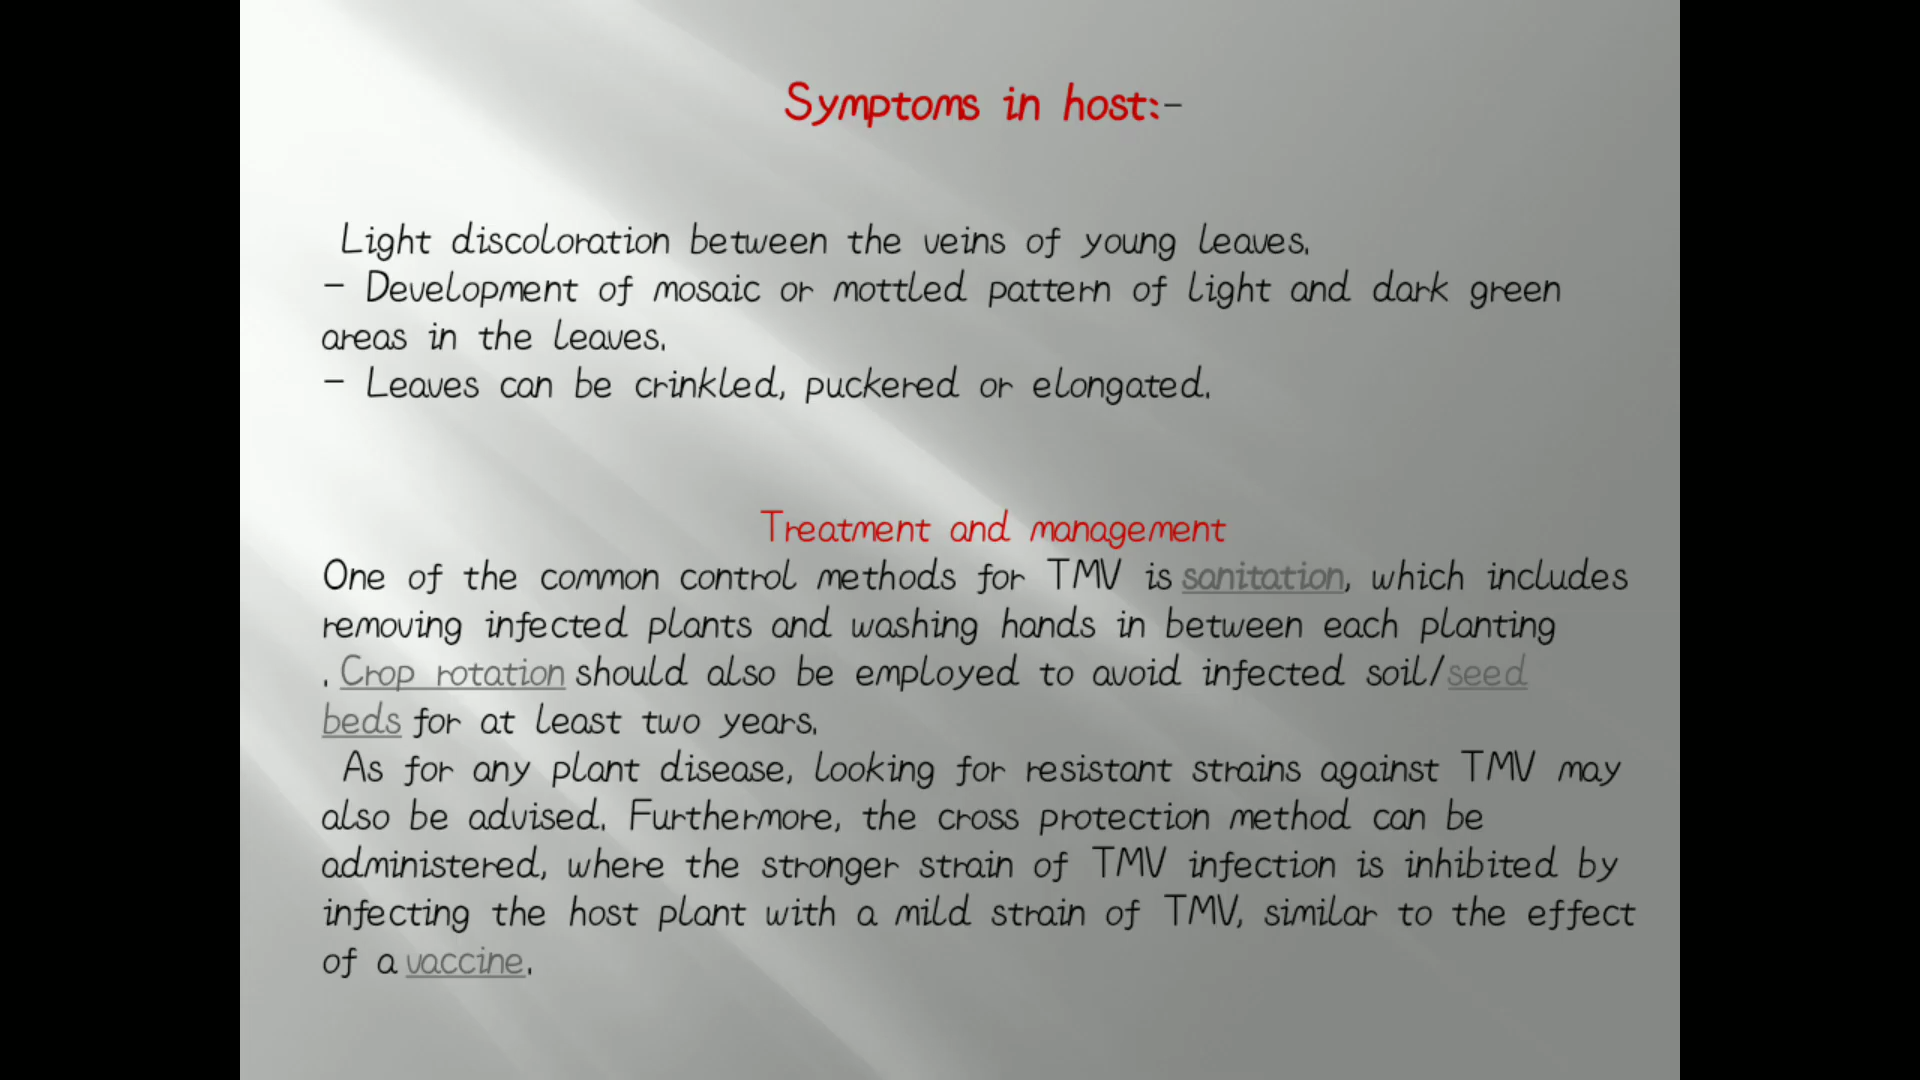 Symptoms in host:-
Light discoloration between the veins of young leaves.
- Development of mosaic or mottled pattern of light and dark green
areas in the leaves.
- Leaves can be crinkled, puckered or elongated.
Treatment and management
One of the common control methods for TMV is sanitation, which includes
removing infected plants and washing hands in between each planting
. Crop rotation should also be employed to avoid infected soil/seed
beds for at least two years.
As for any plant disease, looking for resistant strains against TMV may
also be advised. Furthermore, the cross protection method can be
administered, where the stronger strain of TMV infection is inhibited by
infecting the host plant with a mild strain of TMV, similar to the effect
of a vaccine.